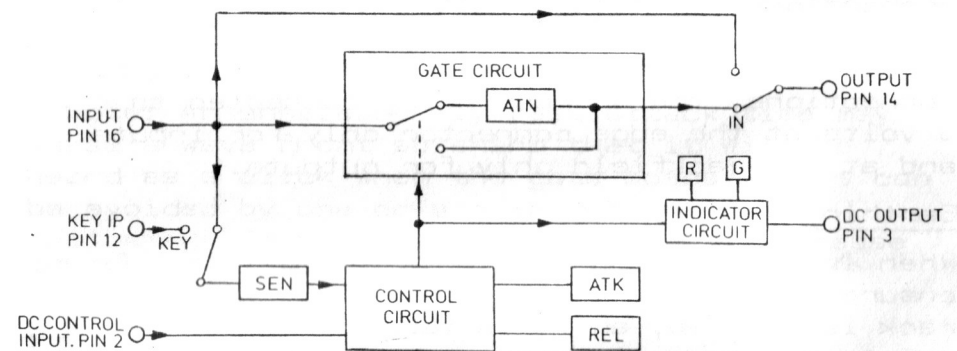 GATE CIRCUIT
ATN
INPUT
PIN 16
IN
OUTPUT
PIN 14
R
G
KEY IP
PIN 12
KEY
INDICATOR
CIRCUIT
DC OUTPUT
PIN 3
SEN
CONTROL
CIRCUIT
ATK
REL
DC CONTROL
INPUT. PIN 2